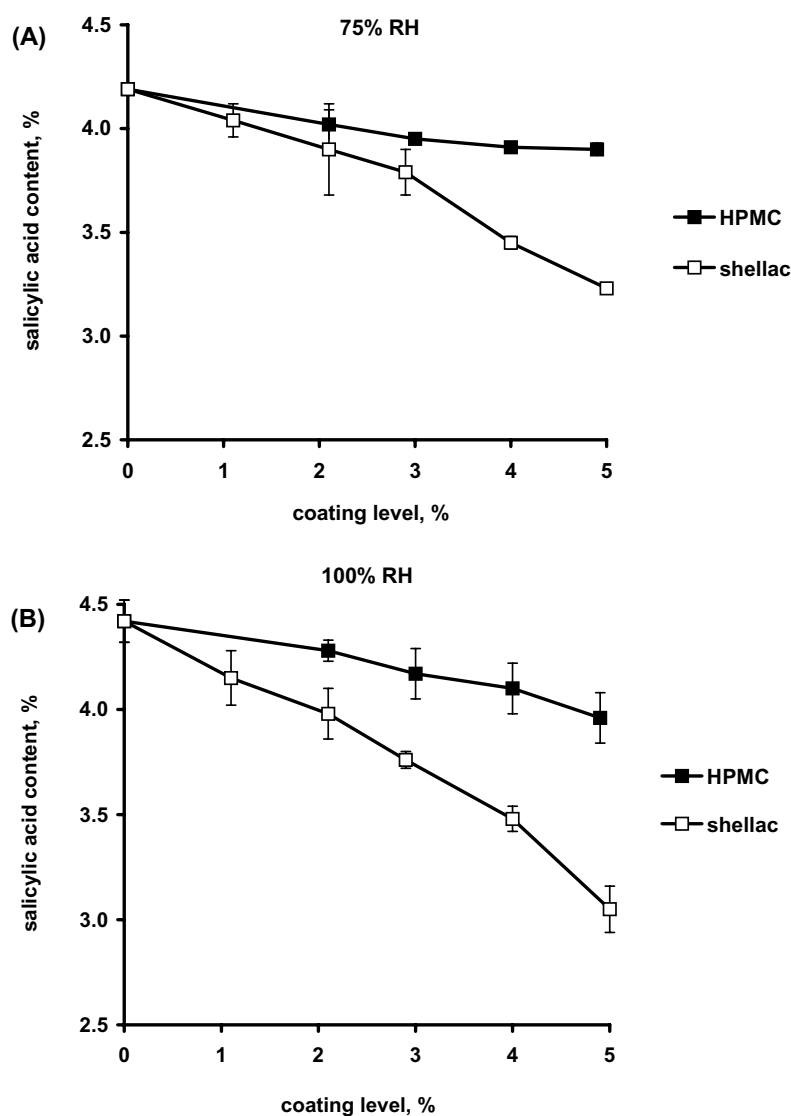 (A)
75% RH
4.5
4.0
3.5
3.0
2.5
salicylic acid content, %
0 1 2 3 4 5
coating level, %
HPMC
shellac
(B)
100% RH
4.5
4.0
3.5
3.0
2.5
salicylic acid content, %
0 1 2 3 4 5
coating level, %
HPMC
shellac